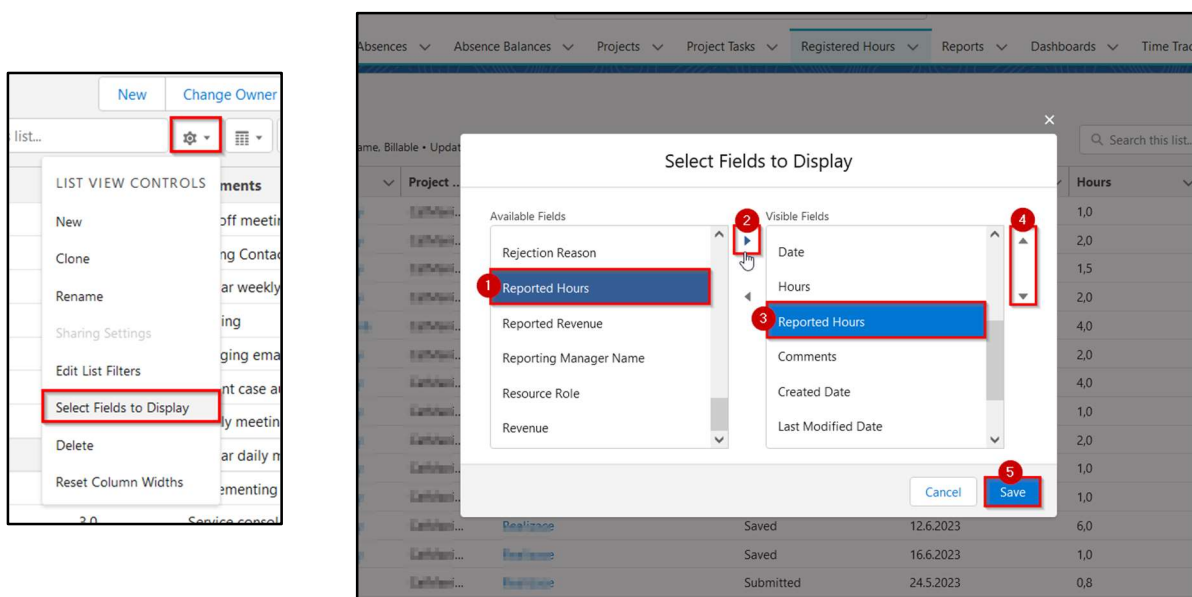 New
Change Owner
list...
LIST VIEW CONTROLS
ments
New
off meetin
Clone
ng Contac
Rename
ar weekly
Sharing Settings
ing
Edit List Filters
ging ema
nt case a
Select Fields to Display
ly meetin
Delete
ar daily m
Reset Column Widths
ementing
3,0
Service consol
Absences
Absence Balances
Projects
Project Tasks
Registered Hours
Reports
Dashboards
Time Trac
Search this list...
ame, Billable • Updat
Project ...
Hours
Select Fields to Display
Available Fields
Visible Fields
Rejection Reason
Reported Hours
Reported Revenue
Reporting Manager Name
Resource Role
Revenue
Date
Hours
Reported Hours
Comments
Created Date
Last Modified Date
1
2
3
4
5
Cancel
Save
1,0
2,0
1,5
2,0
4,0
2,0
4,0
1,0
2,0
1,0
1,0
Saved 12.6.2023 6,0
Saved 16.6.2023 1,0
Submitted 24.5.2023 0,8